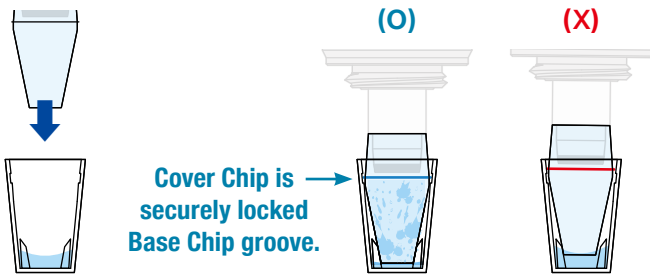 (O)
(X)
Cover Chip is
securely locked
Base Chip groove.